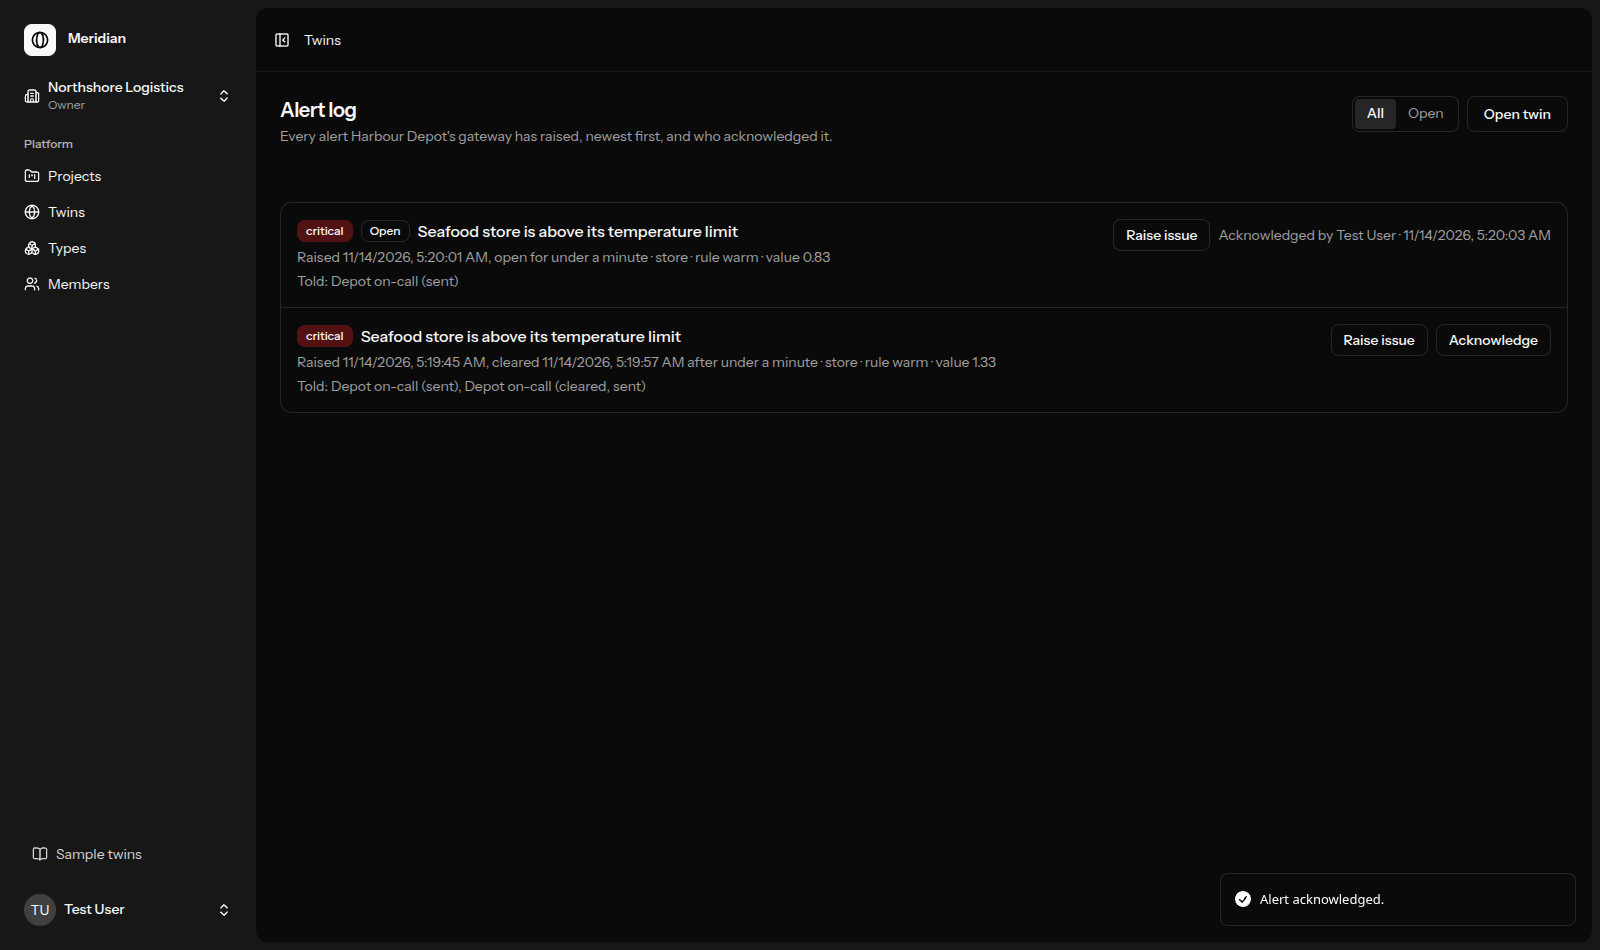 Meridian
Northshore Logistics
Owner
Platform
Projects
Twins
Types
Members
Sample twins
TU
Test User
Twins
Alert log
Every alert Harbour Depot's gateway has raised, newest first, and who acknowledged it.
All
Open
Open twin
critical
Open
Seafood store is above its temperature limit
Raised 11/14/2026, 5:20:01 AM, open for under a minute · store · rule warm · value 0.83
Told: Depot on-call (sent)
Raise issue
Acknowledged by Test User · 11/14/2026, 5:20:03 AM
critical
Seafood store is above its temperature limit
Raised 11/14/2026, 5:19:45 AM, cleared 11/14/2026, 5:19:57 AM after under a minute · store · rule warm · value 1.33
Told: Depot on-call (sent), Depot on-call (cleared, sent)
Raise issue
Acknowledge
Alert acknowledged.